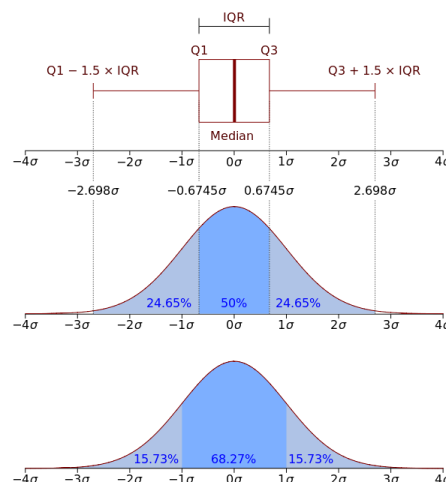 IQR
Q1 Q3
Q1 − 1.5 × IQR Q3 + 1.5 × IQR
Median
−4σ −3σ −2σ −1σ 0σ 1σ 2σ 3σ 4σ
−2.698σ −0.6745σ 0.6745σ 2.698σ
24.65% 50% 24.65%
−4σ −3σ −2σ −1σ 0σ 1σ 2σ 3σ 4σ
15.73% 68.27% 15.73%
−4σ −3σ −2σ −1σ 0σ 1σ 2σ 3σ 4σ